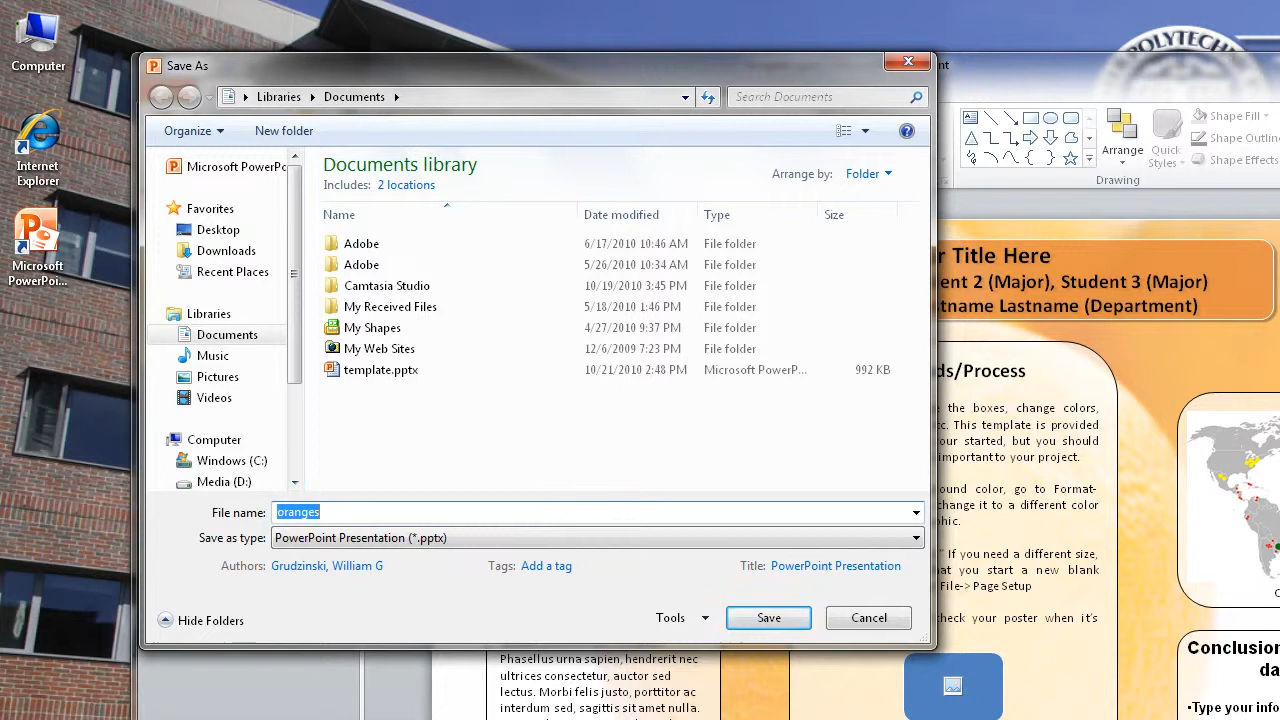 Computer
Internet
Explorer
Microsoft
PowerPoi...
POLYTECH
Save As
Libraries
Documents
Search Documents
Organize
New folder
Microsoft PowerPo
Favorites
Desktop
Downloads
Recent Places
Libraries
Documents
Music
Pictures
Videos
Computer
Windows (C:)
Media (D:)
Documents library
Includes: 2 locations
Arrange by: Folder
Name Date modified Type Size
Adobe 6/17/2010 10:46 AM File folder
Adobe 5/26/2010 10:34 AM File folder
Camtasia Studio 10/19/2010 3:45 PM File folder
My Received Files 5/18/2010 1:46 PM File folder
My Shapes 4/27/2010 9:37 PM File folder
My Web Sites 12/6/2009 7:23 PM File folder
template.pptx 10/21/2010 2:48 PM Microsoft PowerP... 992 KB
File name: oranges
Save as type: PowerPoint Presentation (*.pptx)
Authors: Grudzinski, William G Tags: Add a tag Title: PowerPoint Presentation
Hide Folders
Tools
Save
Cancel
Arrange
Quick
Styles
Shape Fill
Shape Outlin
Shape Effects
Drawing
r Title Here
ent 2 (Major), Student 3 (Major)
stname Lastname (Department)
ds/Process
the boxes, change colors,
tc. This template is provided
our started, but you should
important to your project.
ound color, go to Format-
change it to a different color
phic.
" If you need a different size,
at you start a new blank
File-> Page Setup
check your poster when it's
Phasellus urna sapien, hendrerit nec
ultrices consectetur, auctor sed
lectus. Morbi felis justo, porttitor ac
interdum sed, sagittis sit amet nulla.
Conclusion
da
•Type your info